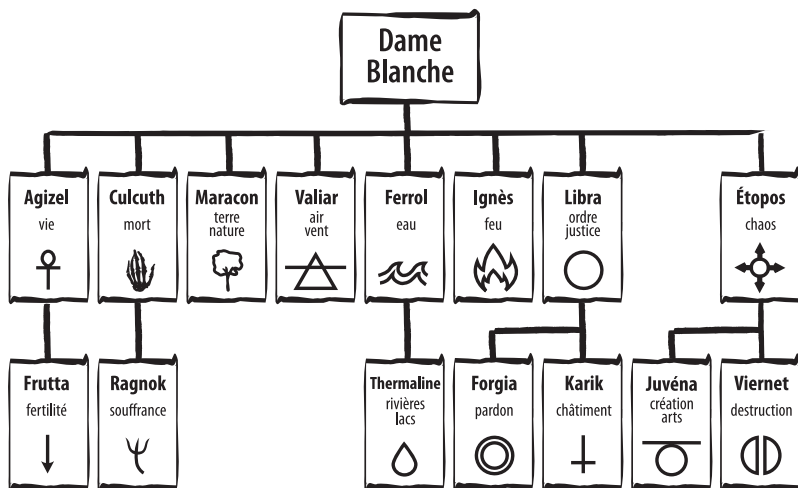 Dame
Blanche
Agizel
vie
Culcuth
mort
Maracon
terre
nature
Valiar
air
vent
Ferrol
eau
Ignès
feu
Libra
ordre
justice
Étopos
chaos
Frutta
fertilité
Ragnok
souffrance
Thermaline
rivières
lacs
Forgia
pardon
Karik
châtiment
Juvéna
création
arts
Viernet
destruction